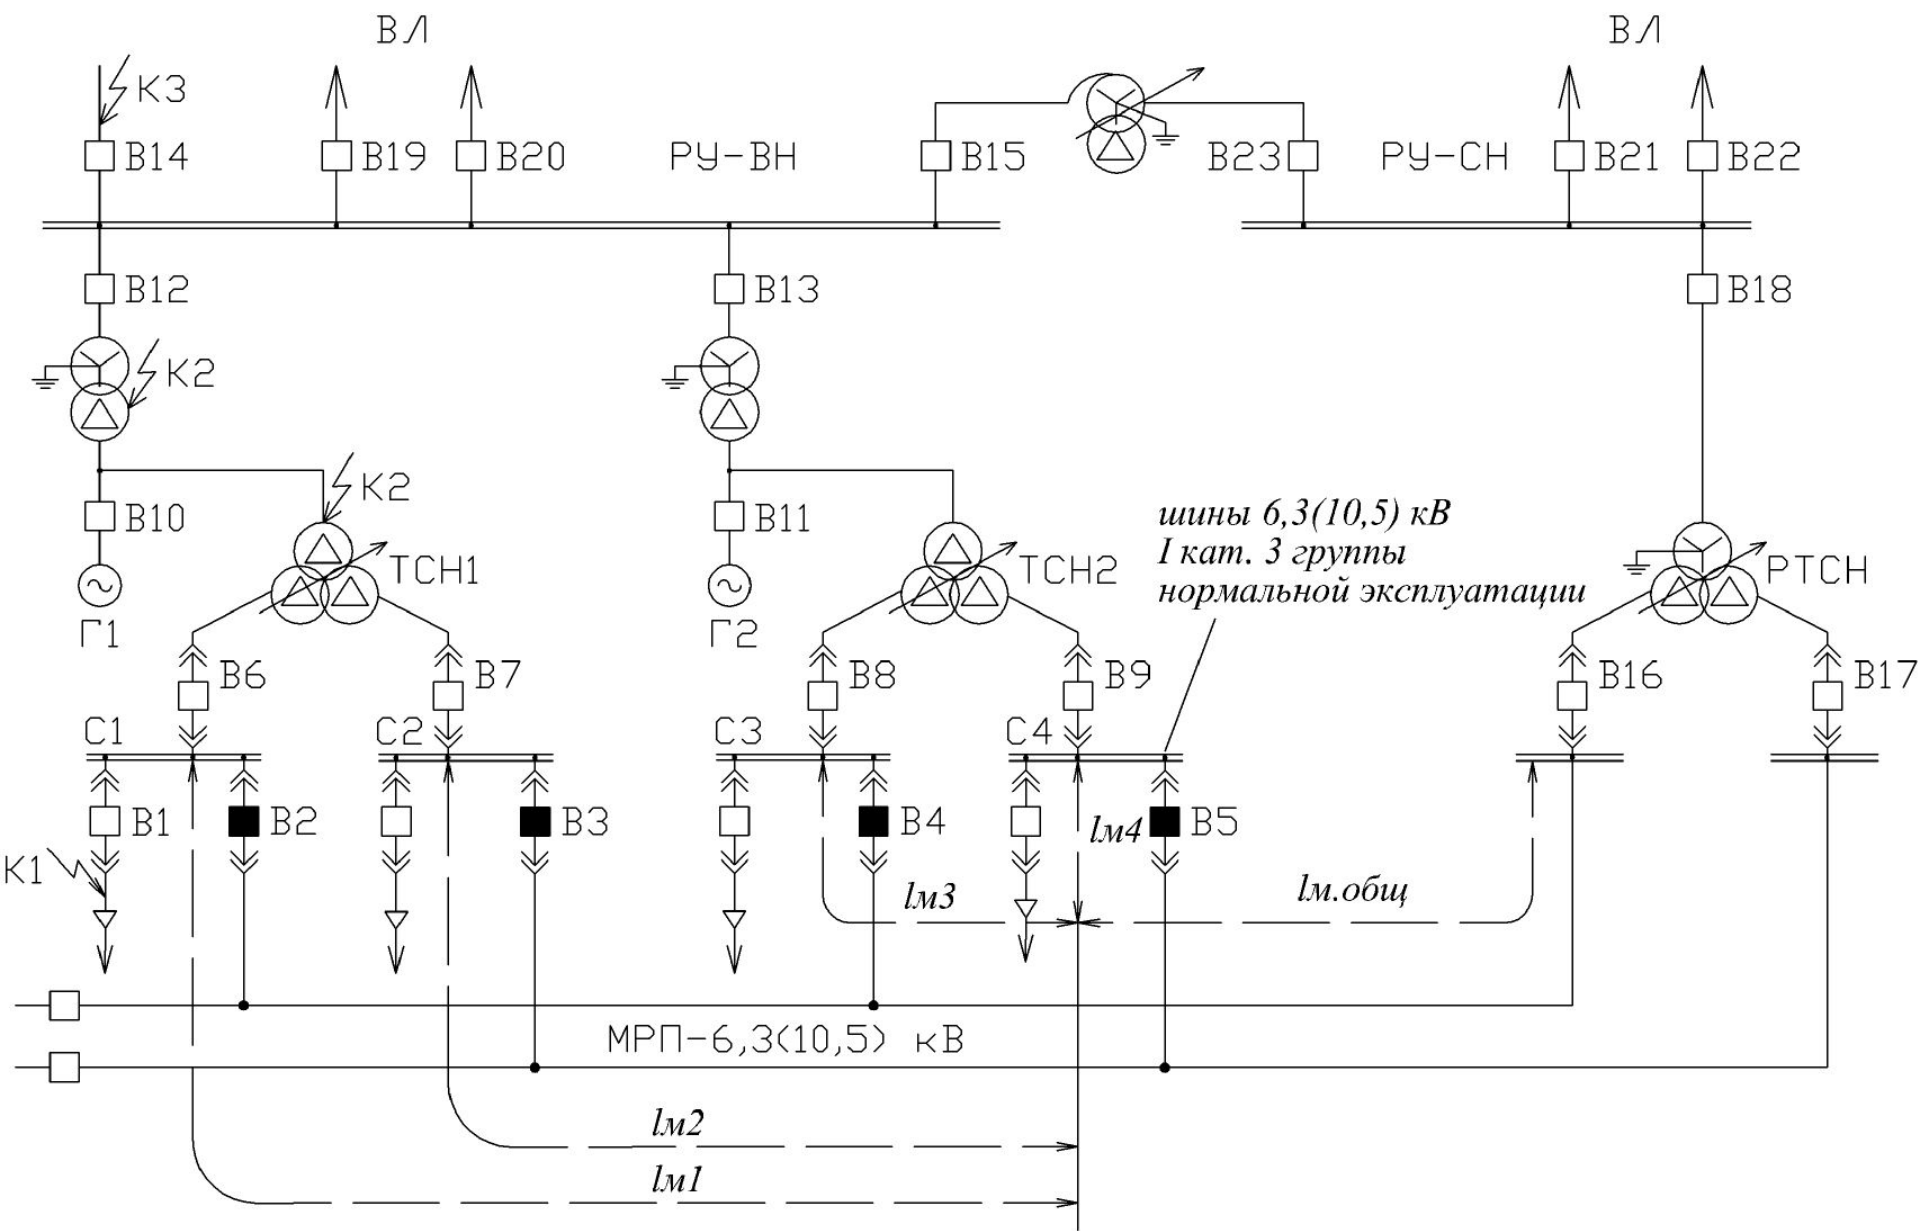 ВЛ
ВЛ
К3
В14
В19
В20
РУ-ВН
В15
В23
РУ-СН
В21
В22
В12
В13
В18
К2
К2
В10
В11
шины 6,3(10,5) кВ
I кат. 3 группы
нормальной эксплуатации
ТСН1
ТСН2
РТСН
Г1
Г2
В6
В7
В8
В9
В16
В17
С1
С2
С3
С4
В1
В2
В3
В4
lм4
В5
К1
lм3
lм.общ
МРП-6,3(10,5) кВ
lм2
lм1